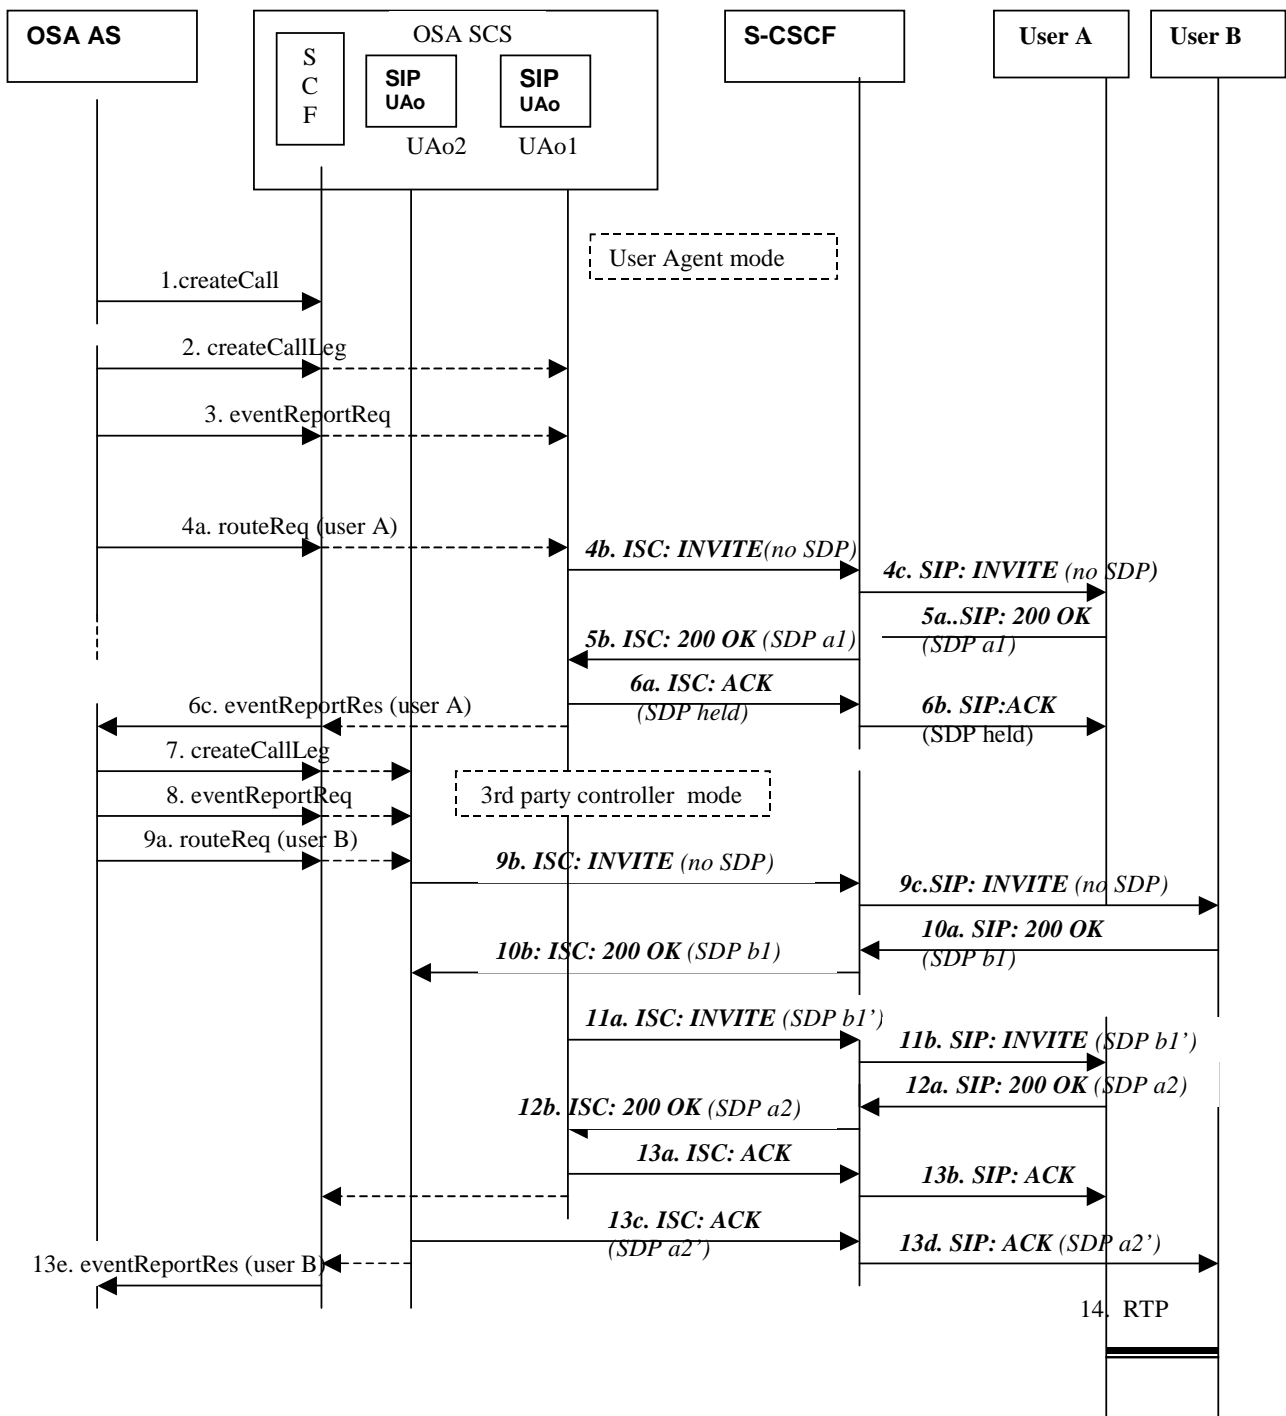 OSA AS
OSA SCS
S-CSCF
User A
User B
S
C
F
SIP
UAo
SIP
UAo
UAo2
UAo1
User Agent mode
1.createCall
2. createCallLeg
3. eventReportReq
4a. routeReq (user A)
4b. ISC: INVITE(no SDP)
4c. SIP: INVITE (no SDP)
5a..SIP: 200 OK
(SDP a1)
5b. ISC: 200 OK (SDP a1)
6a. ISC: ACK
(SDP held)
6b. SIP:ACK
(SDP held)
6c. eventReportRes (user A)
7. createCallLeg
8. eventReportReq
3rd party controller mode
9a. routeReq (user B)
9b. ISC: INVITE (no SDP)
9c.SIP: INVITE (no SDP)
10a. SIP: 200 OK
(SDP b1)
10b: ISC: 200 OK (SDP b1)
11a. ISC: INVITE (SDP b1’)
11b. SIP: INVITE (SDP b1’)
12a. SIP: 200 OK (SDP a2)
12b. ISC: 200 OK (SDP a2)
13a. ISC: ACK
13b. SIP: ACK
13c. ISC: ACK
(SDP a2’)
13d. SIP: ACK (SDP a2’)
13e. eventReportRes (user B)
14. RTP